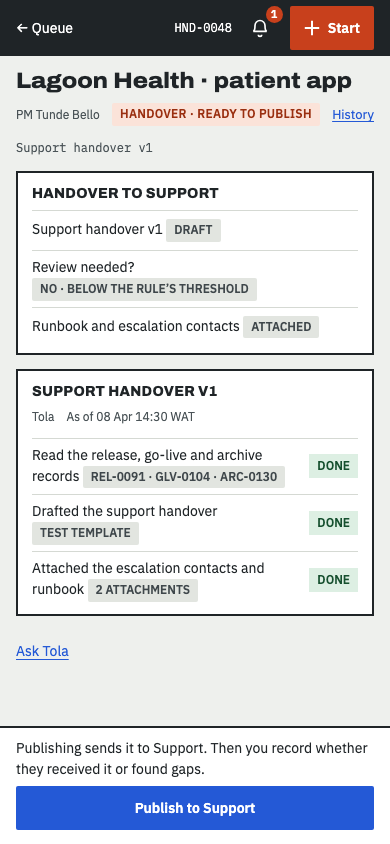 ← Queue
HND-0048
1
+ Start
Lagoon Health · patient app
PM Tunde Bello
HANDOVER · READY TO PUBLISH
History
Support handover v1
HANDOVER TO SUPPORT
Support handover v1 DRAFT
Review needed?
NO · BELOW THE RULE’S THRESHOLD
Runbook and escalation contacts ATTACHED
SUPPORT HANDOVER V1
Tola As of 08 Apr 14:30 WAT
Read the release, go-live and archive
records REL-0091 · GLV-0104 · ARC-0130
DONE
Drafted the support handover
TEST TEMPLATE
DONE
Attached the escalation contacts and
runbook 2 ATTACHMENTS
DONE
Ask Tola
Publishing sends it to Support. Then you record whether
they received it or found gaps.
Publish to Support